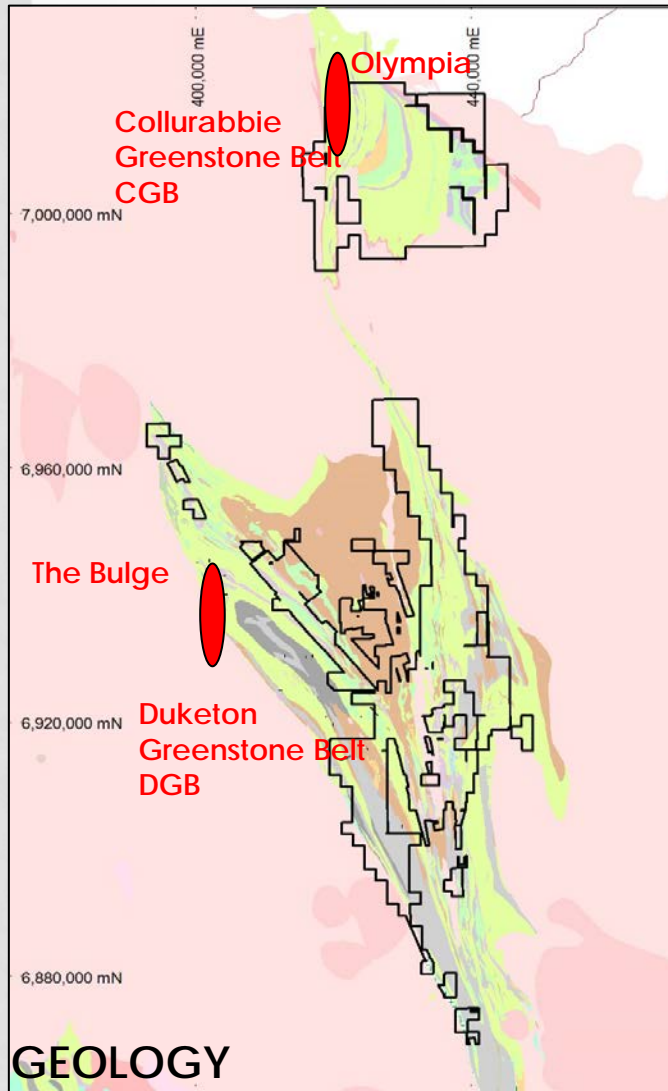 400,000 mE
440,000 mE
Olympia
Collurabbie
Greenstone Belt
CGB
7,000,000 mN
6,960,000 mN
The Bulge
6,920,000 mN
Duketon
Greenstone Belt
DGB
6,880,000 mN
GEOLOGY